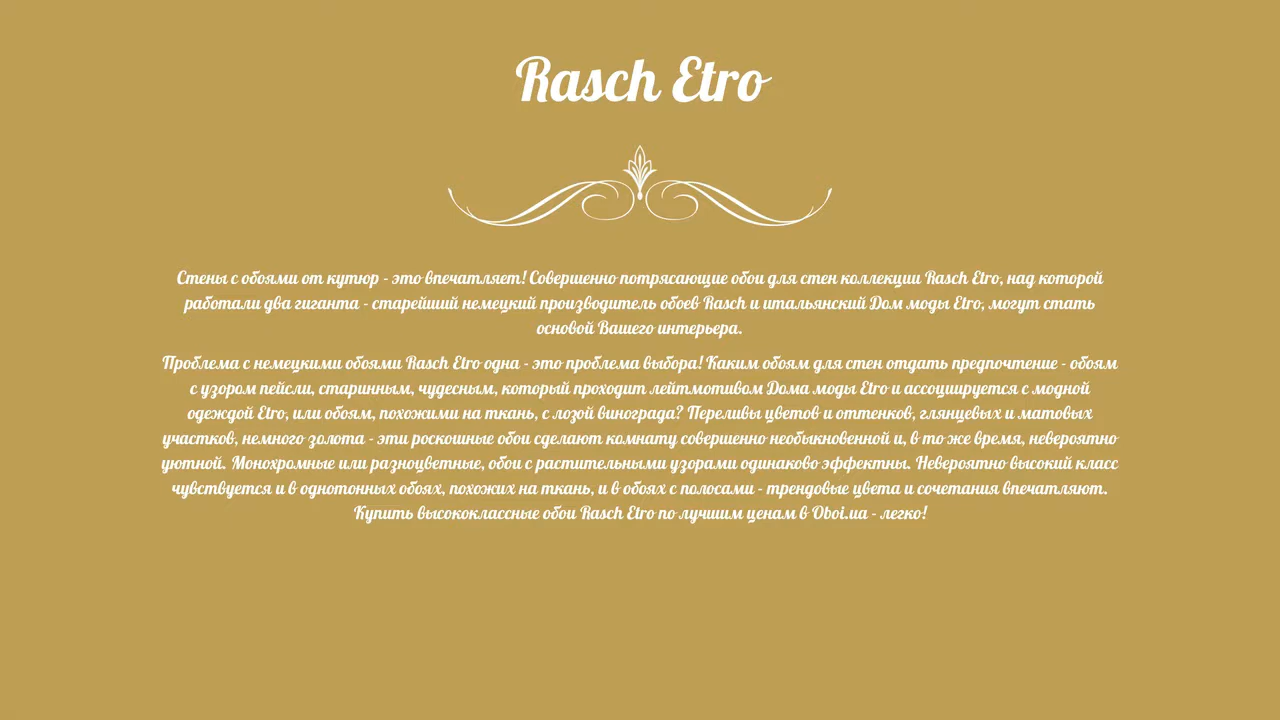 Rasch Etro
Стены с обоями от кутюр - это впечатляет! Совершенно потрясающие обои для стен коллекции Rasch Etro, над которой
работали два гиганта - старейший немецкий производитель обоев Rasch и итальянский Дом моды Etro, могут стать
основой Вашего интерьера.
Проблема с немецкими обоями Rasch Etro одна - это проблема выбора! Каким обоям для стен отдать предпочтение - обоям
с узором пейсли, старинным, чудесным, который проходит лейтмотивом Дома моды Etro и ассоциируется с модной
одеждой Etro, или обоям, похожими на ткань, с лозой винограда? Переливы цветов и оттенков, глянцевых и матовых
участков, немного золота - эти роскошные обои сделают комнату совершенно необыкновенной и, в то же время, невероятно
уютной. Монохромные или разноцветные, обои с растительными узорами одинаково эффектны. Невероятно высокий класс
чувствуется и в однотонных обоях, похожих на ткань, и в обоях с полосами - трендовые цвета и сочетания впечатляют.
Купить высококлассные обои Rasch Etro по лучшим ценам в Oboi.ua - легко!